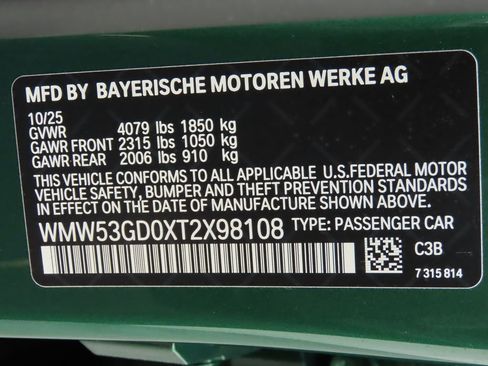 MFD BY BAYERISCHE MOTOREN WERKE AG
10/25
GVWR 4079 lbs 1850 kg
GAWR FRONT 2315 lbs 1050 kg
GAWR REAR 2006 lbs 910 kg
THIS VEHICLE CONFORMS TO ALL APPLICABLE U.S.FEDERAL MOTOR
VEHICLE SAFETY, BUMPER AND THEFT PREVENTION STANDARDS
IN EFFECT ON THE DATE OF MANUFACTURE SHOWN ABOVE.
WMW53GD0XT2X98108 TYPE: PASSENGER CAR
C3B
7 315 814